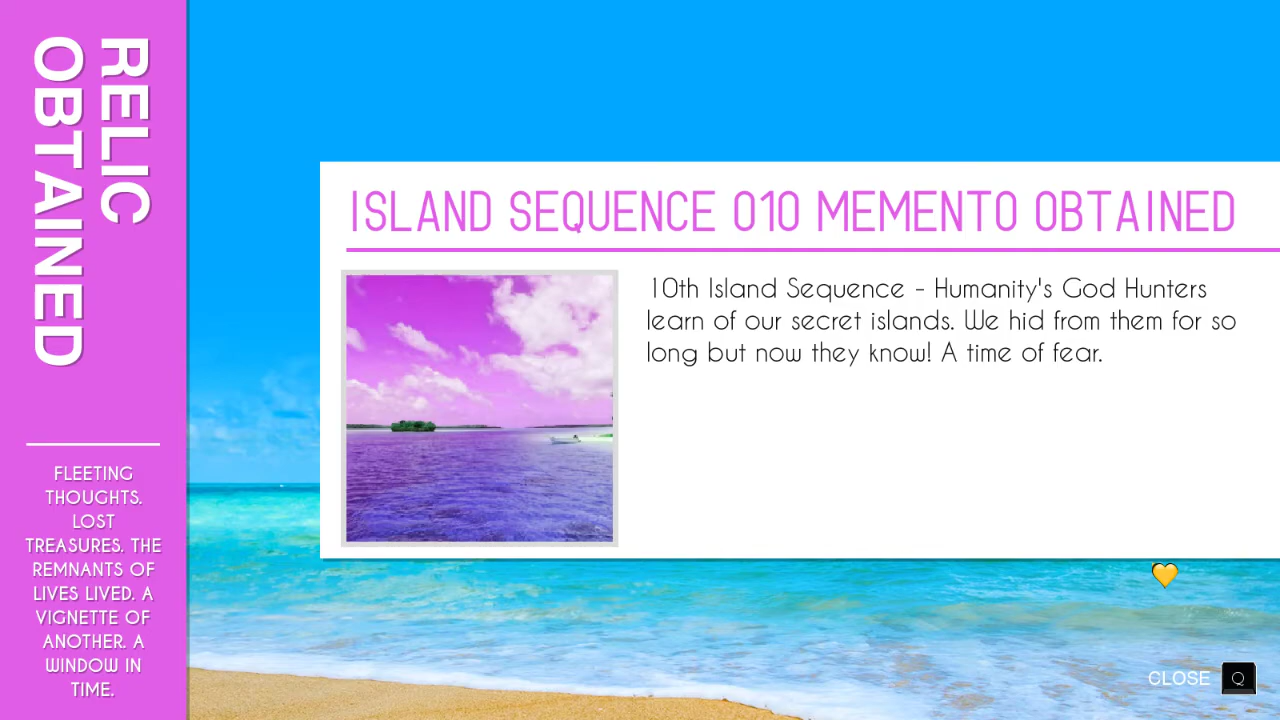 RELIC
OBTAINED
FLEETING
THOUGHTS.
LOST
TREASURES. THE
REMNANTS OF
LIVES LIVED. A
VIGNETTE OF
ANOTHER. A
WINDOW IN
TIME.
ISLAND SEQUENCE 010 MEMENTO OBTAINED
10th Island Sequence - Humanity's God Hunters
learn of our secret islands. We hid from them for so
long but now they know! A time of fear.
CLOSE Q